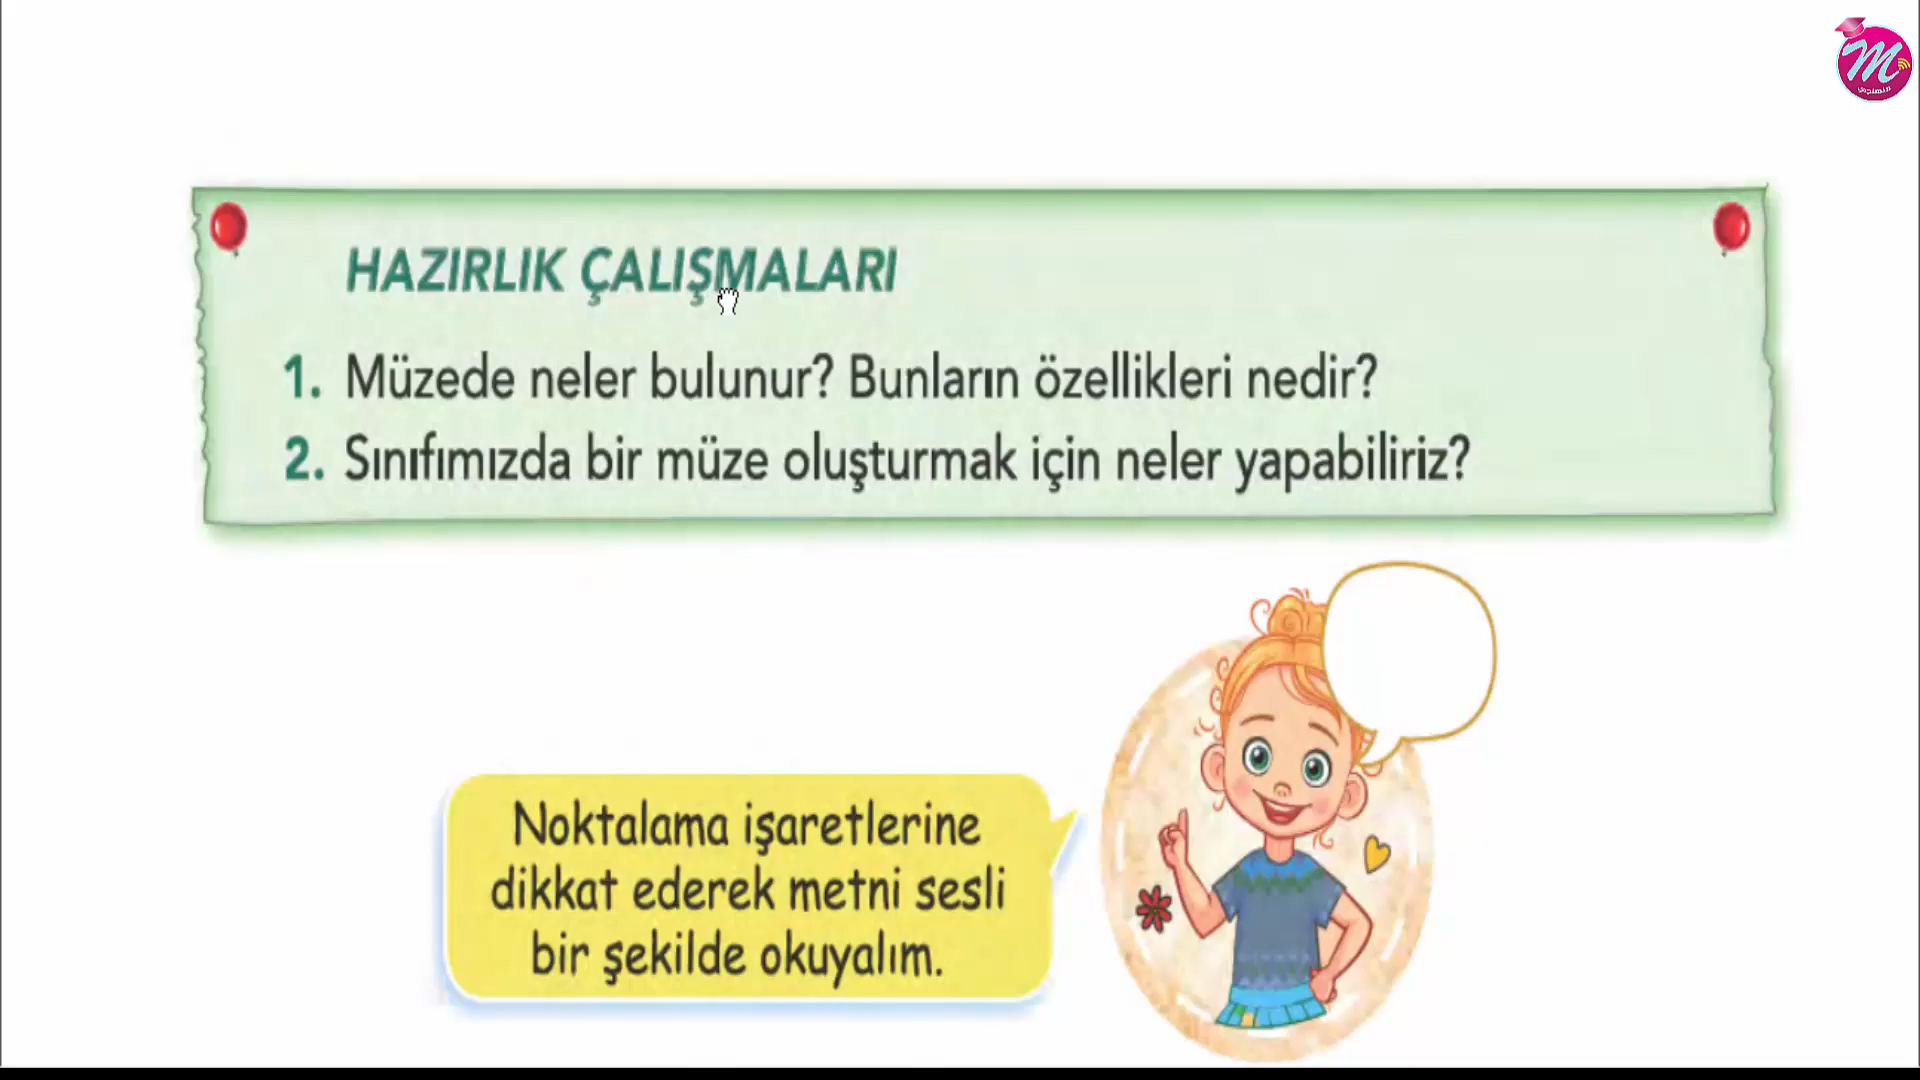 HAZIRLIK ÇALIŞMALARI
1. Müzede neler bulunur? Bunların özellikleri nedir?
2. Sınıfımızda bir müze oluşturmak için neler yapabiliriz?
Noktalama işaretlerine
dikkat ederek metni sesli
bir şekilde okuyalım.